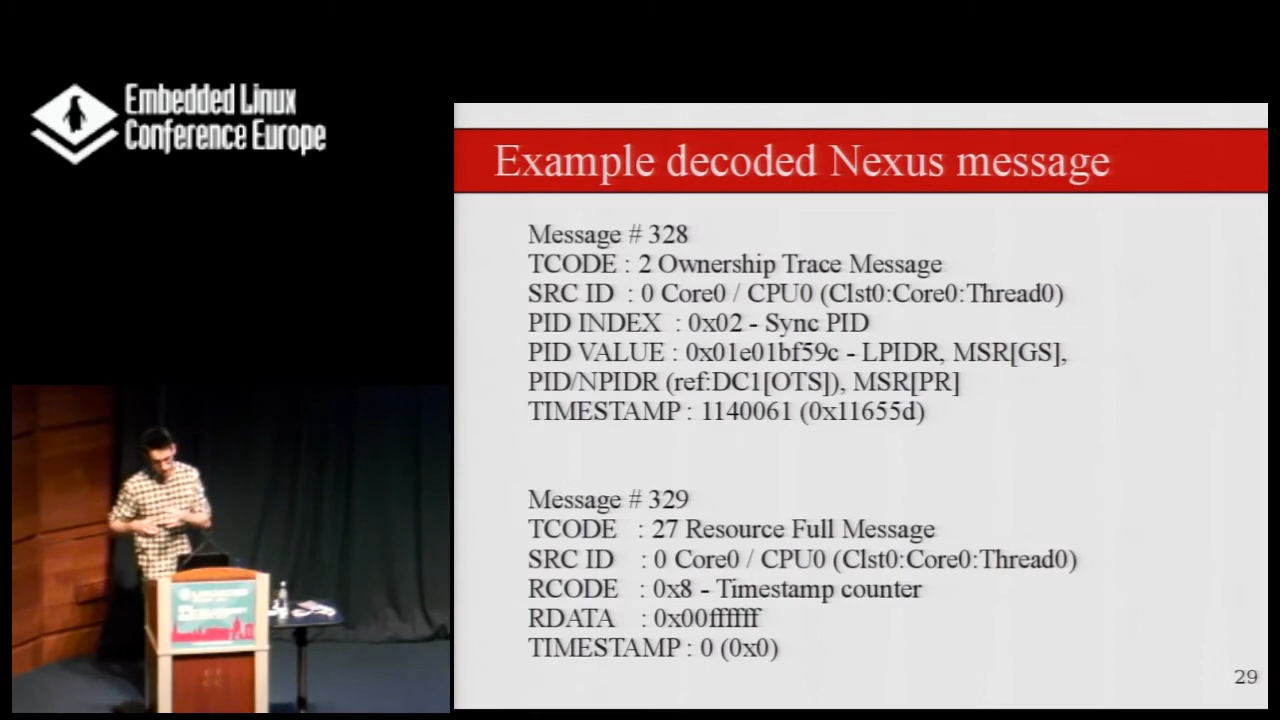 Embedded Linux
Conference Europe
Example decoded Nexus message
Message # 328
TCODE : 2 Ownership Trace Message
SRC ID : 0 Core0 / CPU0 (Clst0:Core0:Thread0)
PID INDEX : 0x02 - Sync PID
PID VALUE : 0x01e01bf59c - LPIDR, MSR[GS],
PID/NPIDR (ref:DC1[OTS]), MSR[PR]
TIMESTAMP : 1140061 (0x11655d)
Message # 329
TCODE : 27 Resource Full Message
SRC ID : 0 Core0 / CPU0 (Clst0:Core0:Thread0)
RCODE : 0x8 - Timestamp counter
RDATA : 0x00ffffff
TIMESTAMP : 0 (0x0)
29